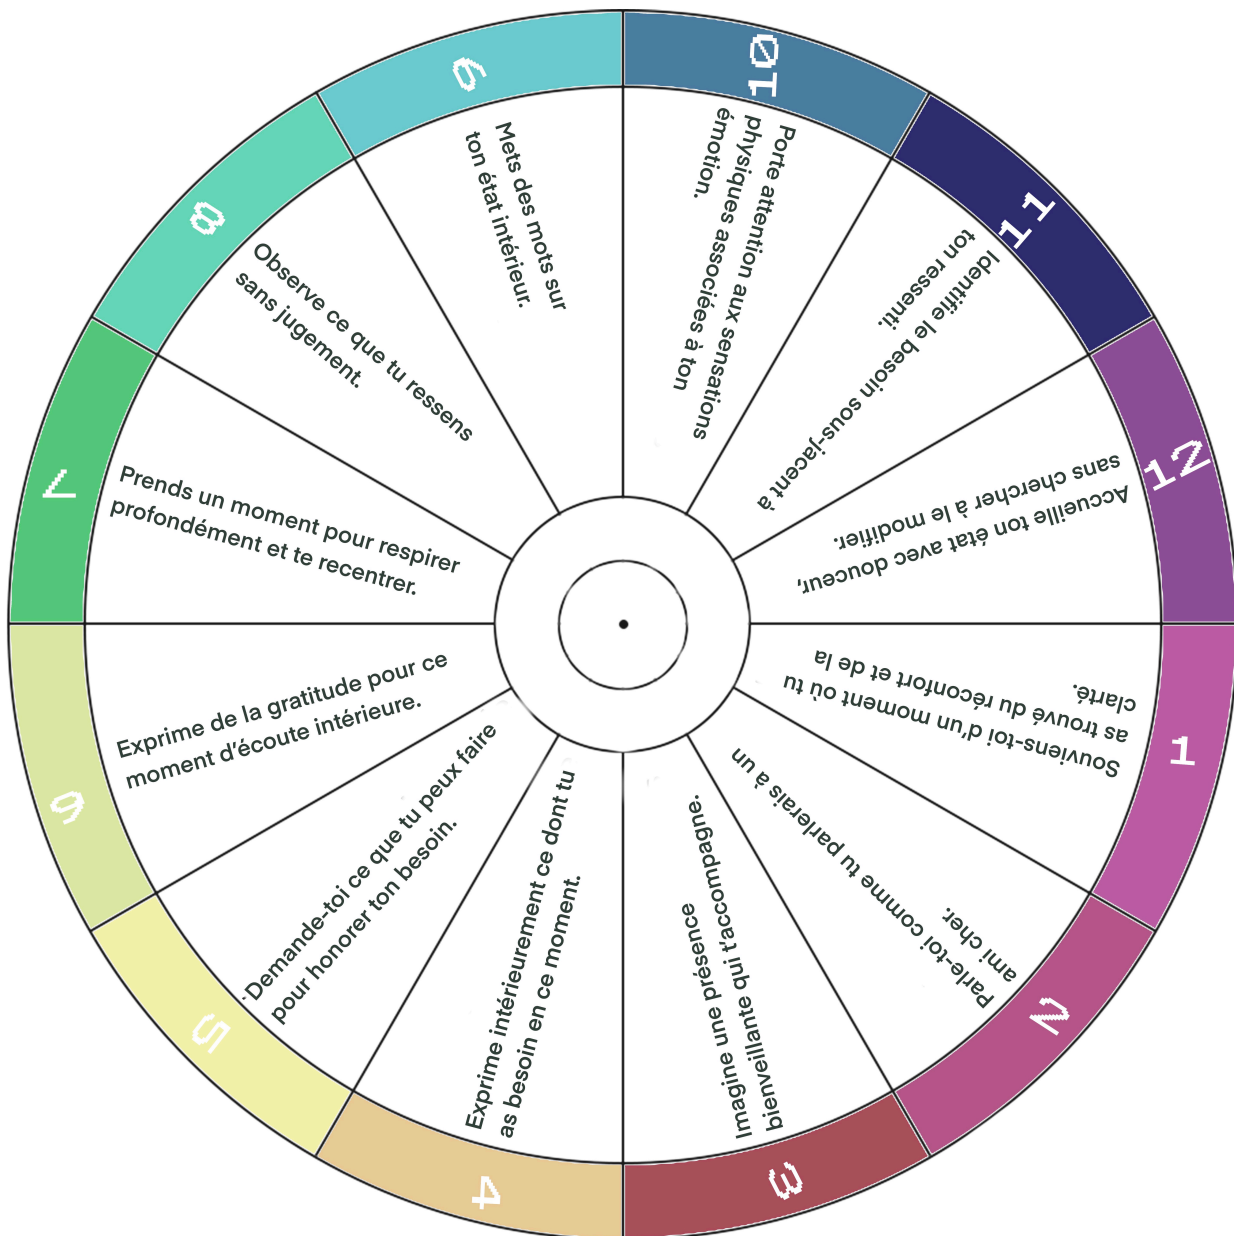 1
Souviens-toi d’un moment où tu
as trouvé du réconfort et de la
clarté.
2
Parle-toi comme tu parlerais à un
ami cher.
3
Imagine une présence
bienveillante qui t’accompagne.
4
Exprime intérieurement ce dont tu
as besoin en ce moment.
5
Demande-toi ce que tu peux faire
pour honorer ton besoin.
6
Exprime de la gratitude pour ce
moment d’écoute intérieure.
7
Prends un moment pour respirer
profondément et te recentrer.
8
Observe ce que tu ressens
sans jugement.
9
Mets des mots sur
ton état intérieur.
10
Porte attention aux sensations
physiques associées à ton
émotion.
11
Identifie le besoin sous-jacent à
ton ressenti.
12
Accueille ton état avec douceur,
sans chercher à le modifier.